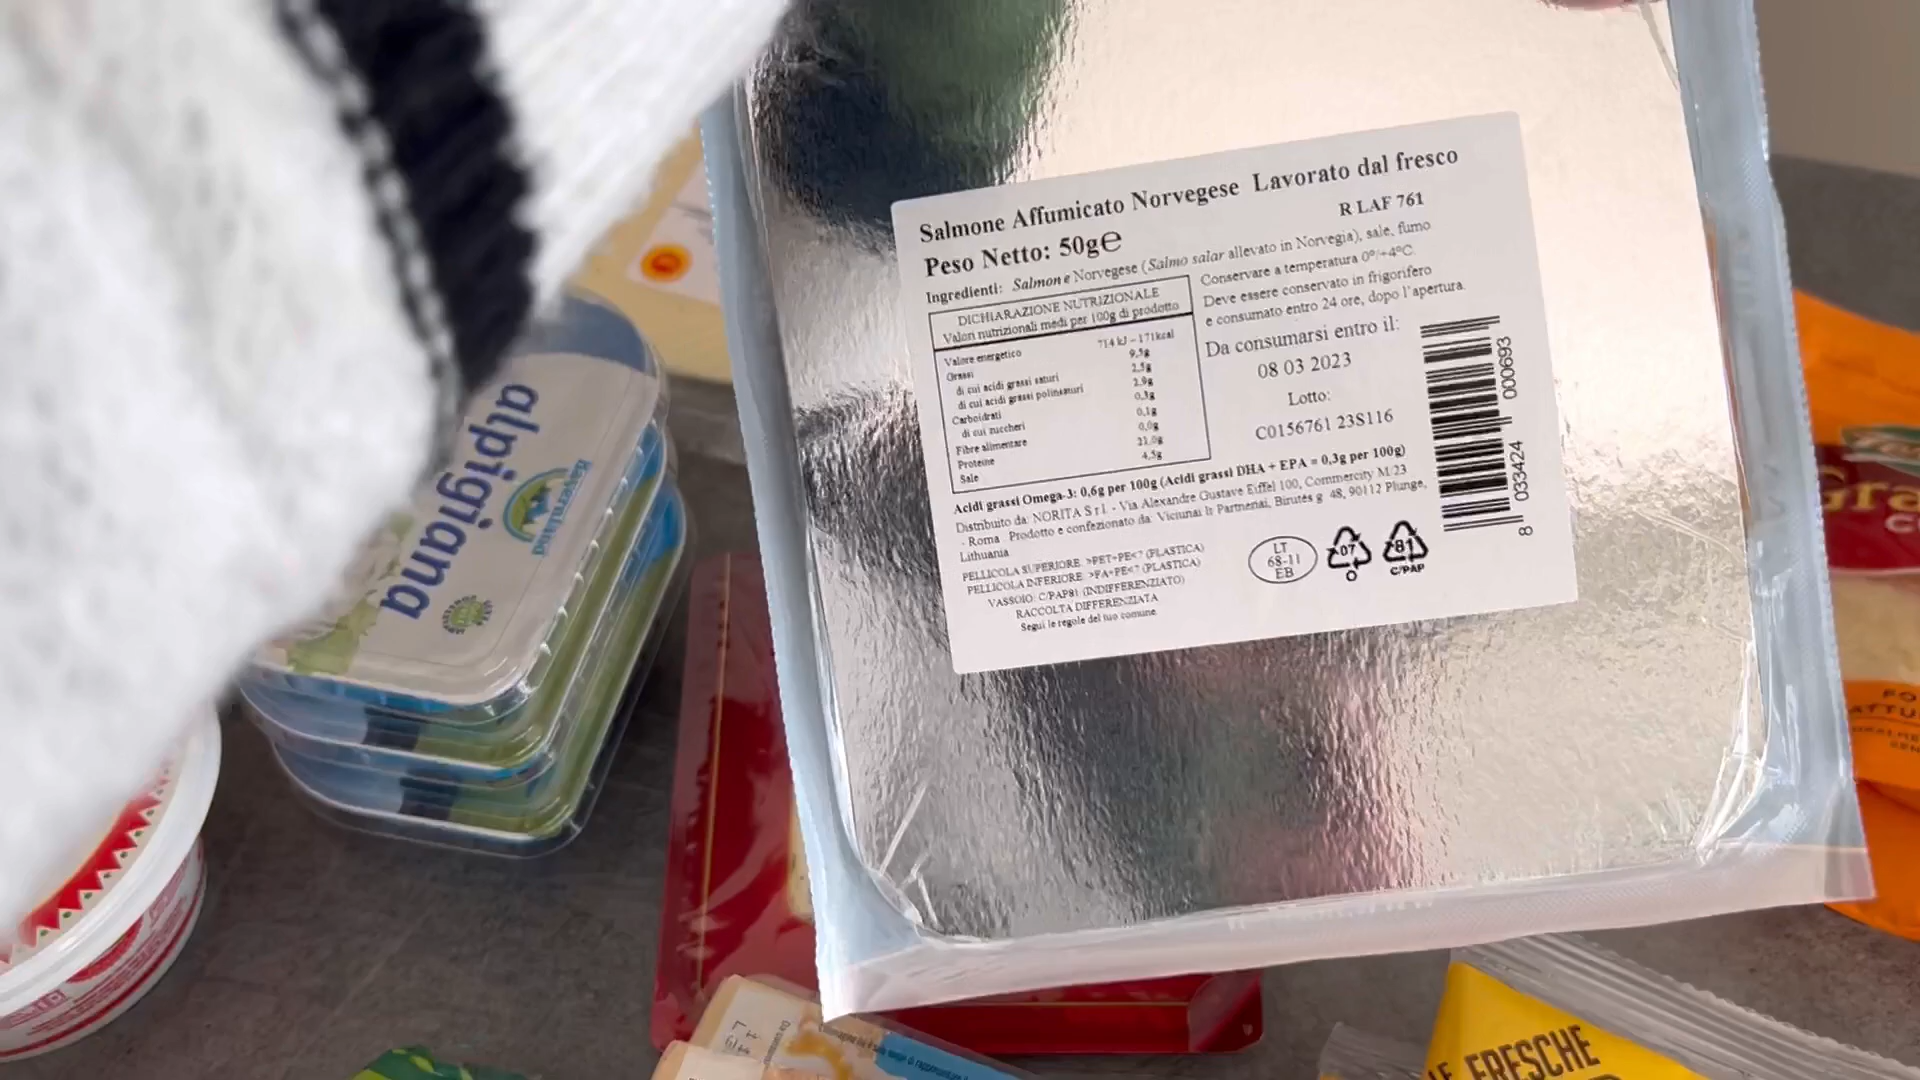 Salmone Affumicato Norvegese Lavorato dal fresco
R LAF 761
Peso Netto: 50g℮
Ingredienti: Salmone Norvegese (Salmo salar allevato in Norvegia), sale, fumo
DICHIARAZIONE NUTRIZIONALE
Valori nutrizionali medi per 100g di prodotto
Valore energetico 714 kJ - 171kcal
Grassi 9,5g
di cui acidi grassi saturi 2,5g
di cui acidi grassi polinsaturi 2,9g
Carboidrati 0,3g
di cui zuccheri 0,1g
Fibre alimentare 0,0g
Proteine 21,0g
Sale 4,5g
Conservare a temperatura 0°/+4°C.
Deve essere conservato in frigorifero
e consumato entro 24 ore, dopo l'apertura.
Da consumarsi entro il:
08 03 2023
Lotto:
C0156761 23S116
Acidi grassi Omega-3: 0,6g per 100g (Acidi grassi DHA + EPA = 0,3g per 100g)
Distribuito da: NORITA S r l - Via Alexandre Gustave Eiffel 100, Commercity M/23
- Roma Prodotto e confezionato da: Viciunai Ir Partneriai, Birutes g 48, 90112 Plunge,
Lithuania
PELLICOLA SUPERIORE >PET+PE<7 (PLASTICA)
PELLICOLA INFERIORE >PA+PE<7 (PLASTICA)
VASSOIO: C/PAP81 (INDIFFERENZIATO)
RACCOLTA DIFFERENZIATA
Segui le regole del tuo comune
LT
68-11
EB
07
O
81
C/PAP
8 033424 000693
alpigiana
FRESCHE